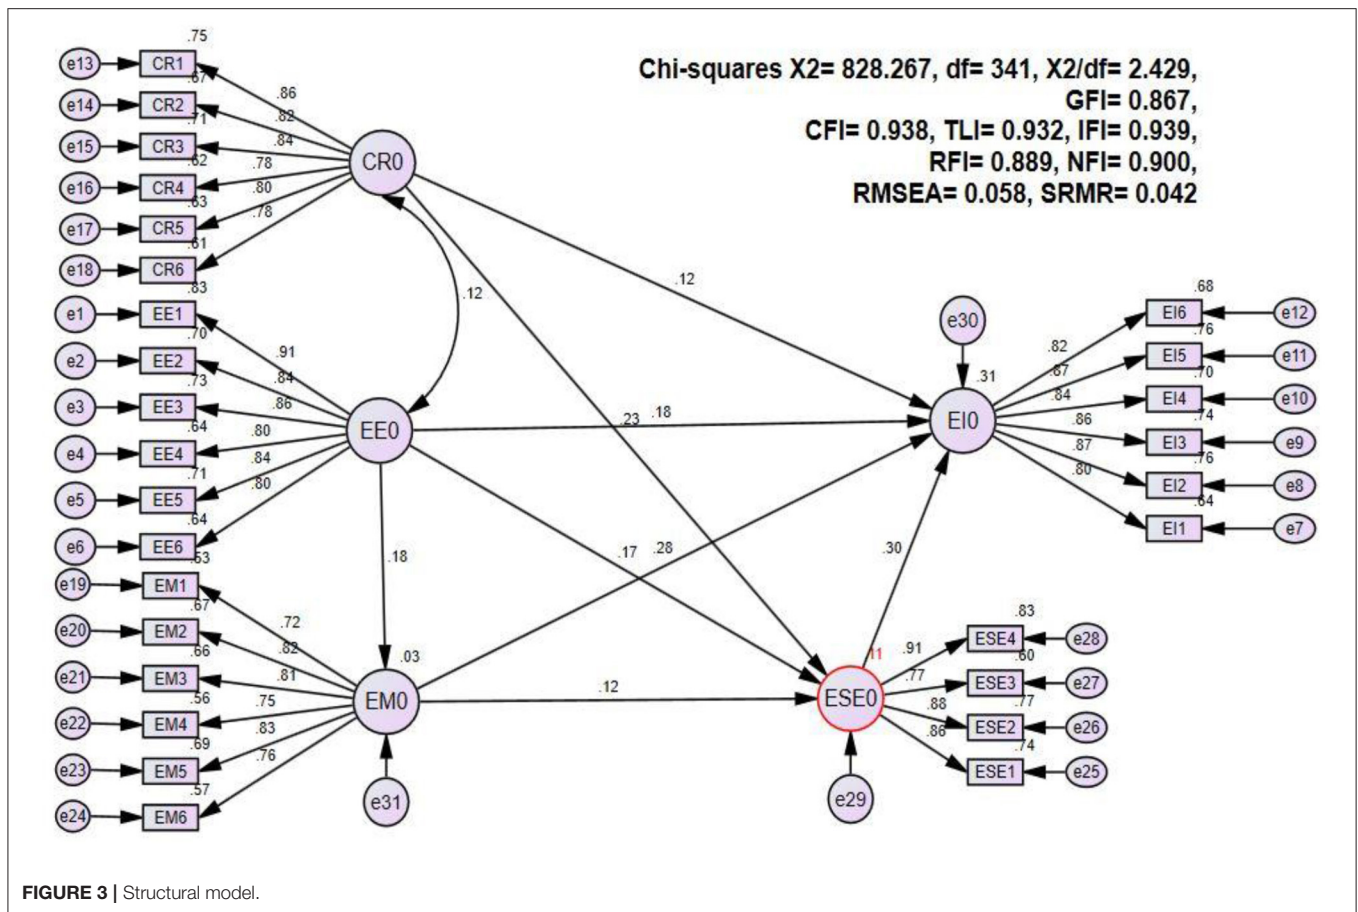 Chi-squares X2= 828.267, df= 341, X2/df= 2.429,
GFI= 0.867,
CFI= 0.938, TLI= 0.932, IFI= 0.939,
RFI= 0.889, NFI= 0.900,
RMSEA= 0.058, SRMR= 0.042
.75
e13 CR1
.67
.86
e14 CR2
.71
.82
e15 CR3
.84
.62
e16 CR4
.78
.63
.80
e17 CR5
.78
.61
e18 CR6
CR0
.12
.12
.83
e1 EE1
.70
.91
e2 EE2
.73
.84
e3 EE3
.86
.64
e4 EE4
.80
.71
.84
e5 EE5
.80
.64
e6 EE6
EE0
.18
.23
.18
.17
.28
.53
e19 EM1
.67
.72
e20 EM2
.66
.82
e21 EM3
.81
.56
e22 EM4
.75
.69
.83
e23 EM5
.76
.57
e24 EM6
EM0
.03
e31
.12
.30
e30
.31
EI0
.68
.82
EI6 e12
.76
.87
EI5 e11
.70
.84
EI4 e10
.74
.86
EI3 e9
.76
.87
EI2 e8
.64
.80
EI1 e7
11
ESE0
e29
.83
.91
ESE4 e28
.60
.77
ESE3 e27
.77
.88
ESE2 e26
.74
.86
ESE1 e25
FIGURE 3 | Structural model.